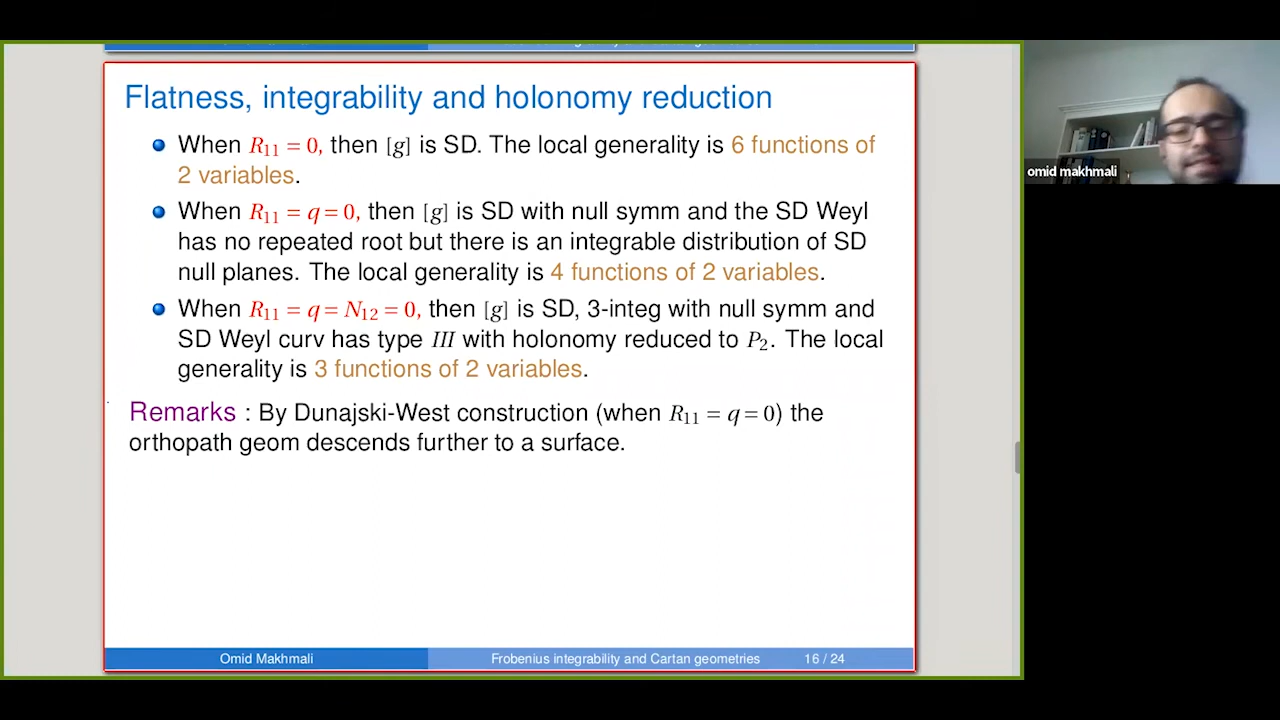 Flatness, integrability and holonomy reduction
When R₁₁ = 0, then [g] is SD. The local generality is 6 functions of
2 variables.
When R₁₁ = q = 0, then [g] is SD with null symm and the SD Weyl
has no repeated root but there is an integrable distribution of SD
null planes. The local generality is 4 functions of 2 variables.
When R₁₁ = q = N₁₂ = 0, then [g] is SD, 3-integ with null symm and
SD Weyl curv has type III with holonomy reduced to P₂. The local
generality is 3 functions of 2 variables.
Remarks : By Dunajski-West construction (when R₁₁ = q = 0) the
orthopath geom descends further to a surface.
Omid Makhmali
Frobenius integrability and Cartan geometries
16 / 24
omid makhmali